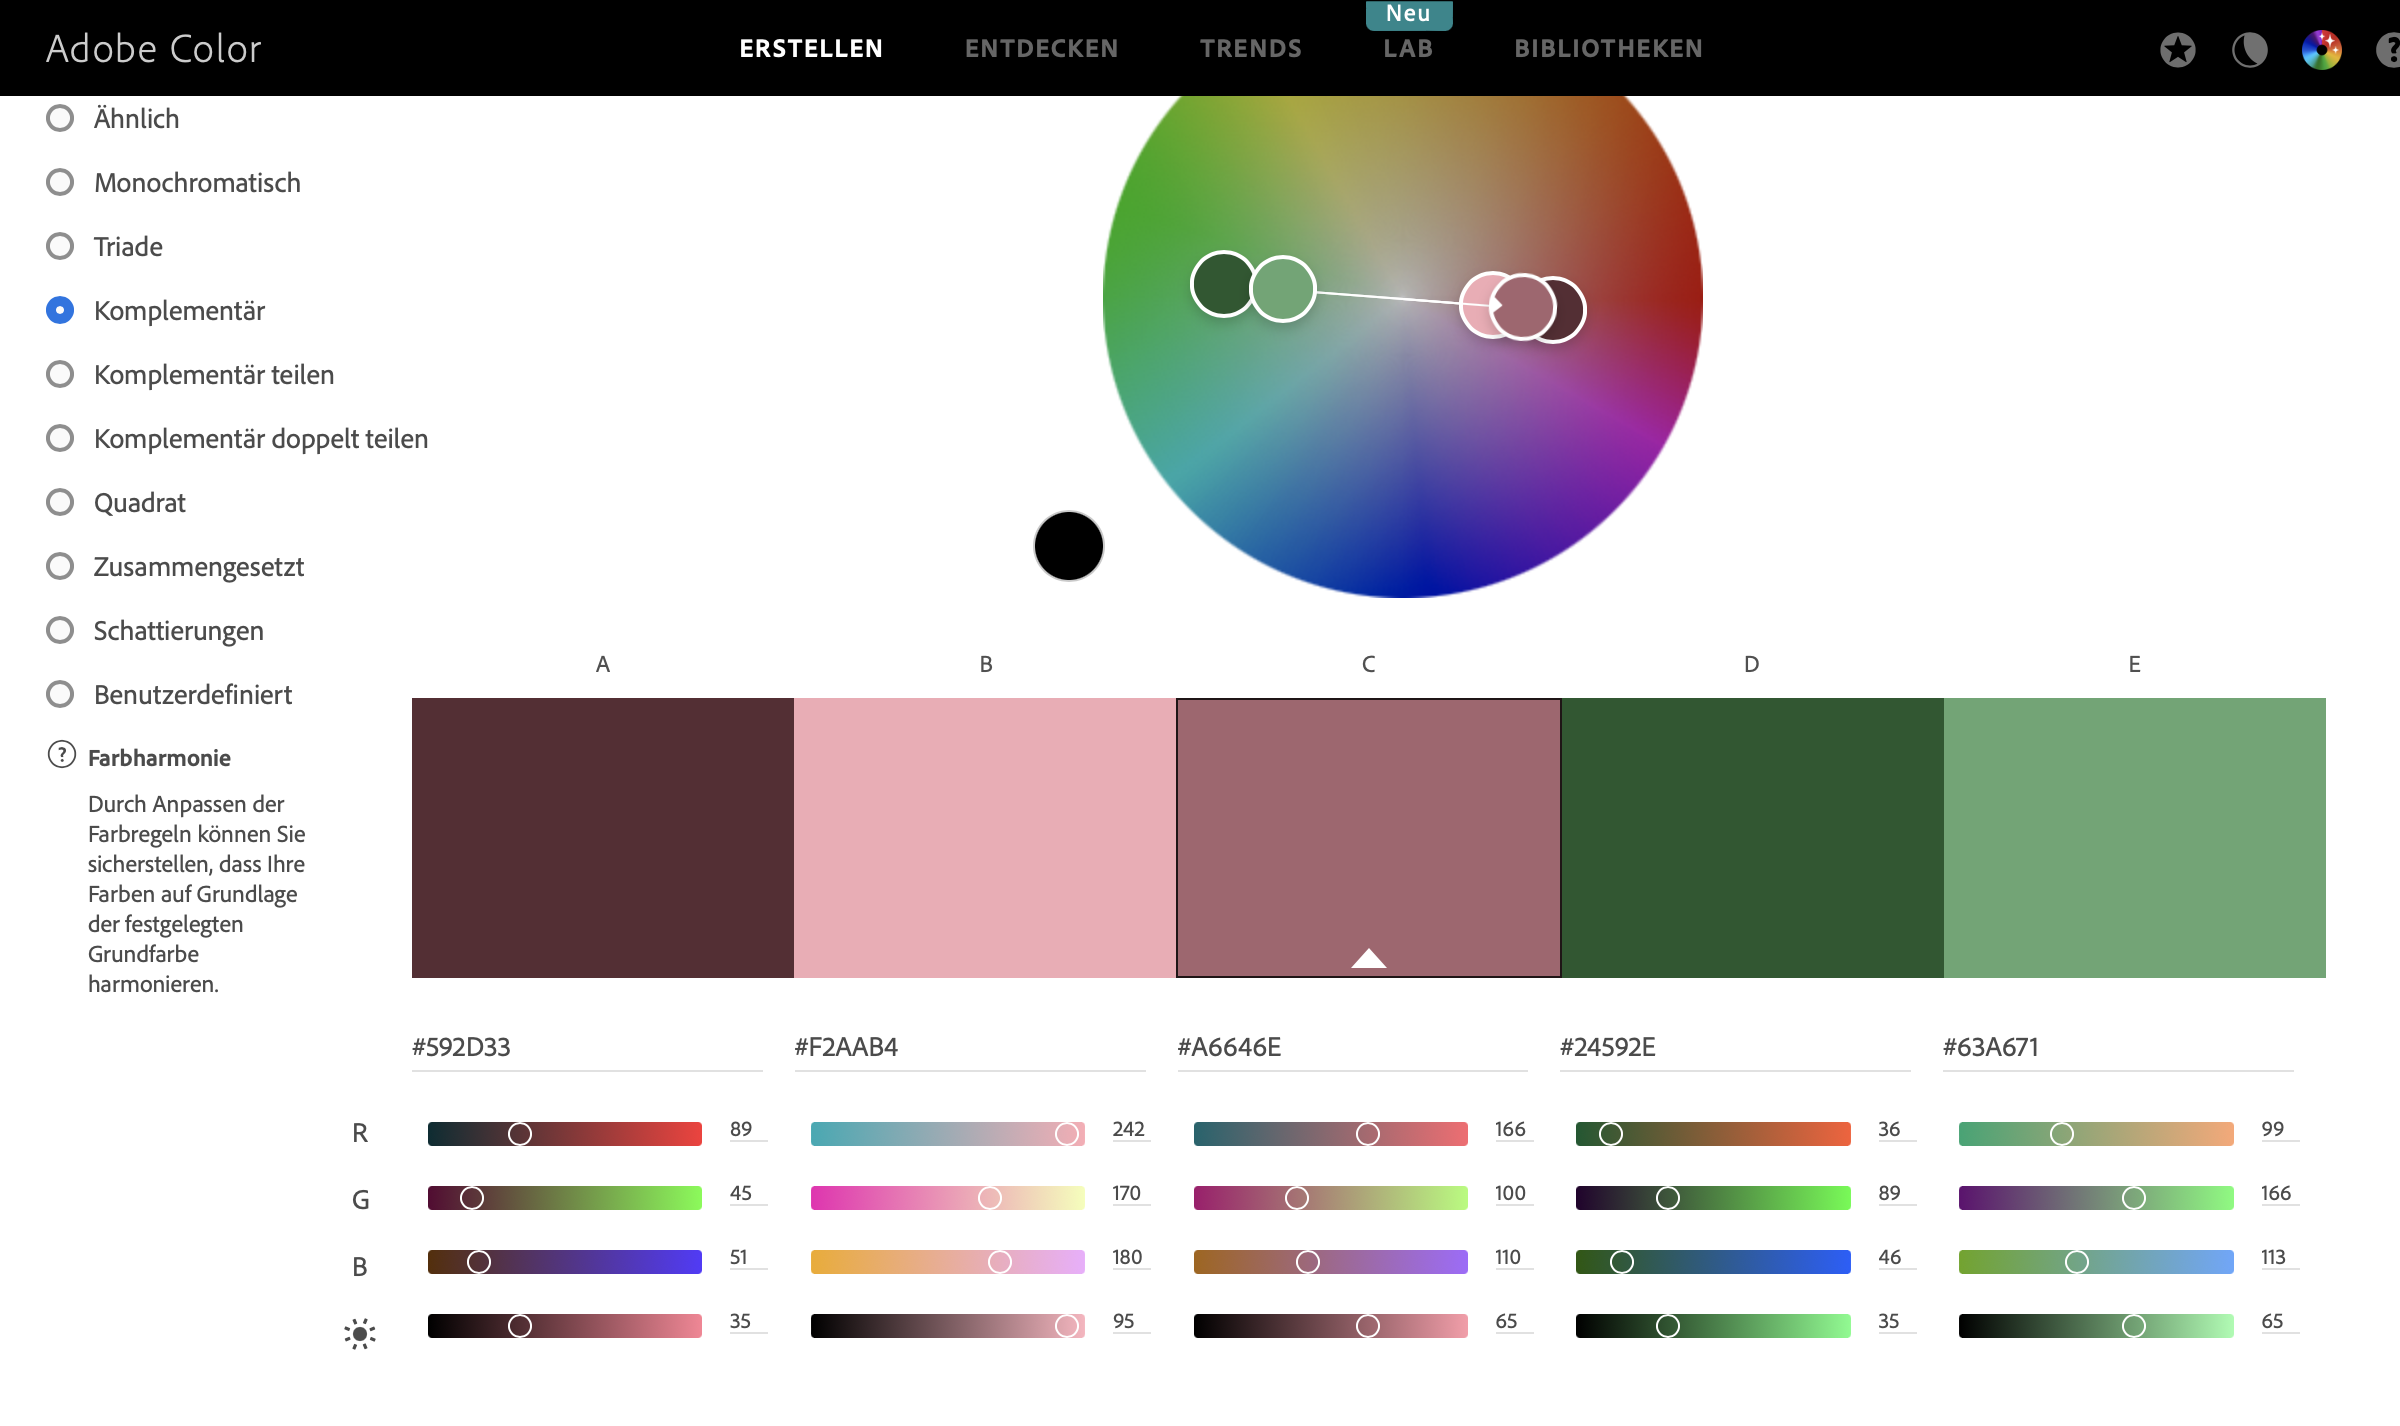 Adobe Color
ERSTELLEN
ENTDECKEN
TRENDS
Neu
LAB
BIBLIOTHEKEN
?
Ähnlich
Monochromatisch
Triade
Komplementär
Komplementär teilen
Komplementär doppelt teilen
Quadrat
Zusammengesetzt
Schattierungen
Benutzerdefiniert
? Farbharmonie
Durch Anpassen der
Farbregeln können Sie
sicherstellen, dass Ihre
Farben auf Grundlage
der festgelegten
Grundfarbe
harmonieren.
A B C D E
#592D33 #F2AAB4 #A6646E #24592E #63A671
R 89 242 166 36 99
G 45 170 100 89 166
B 51 180 110 46 113
35 95 65 35 65